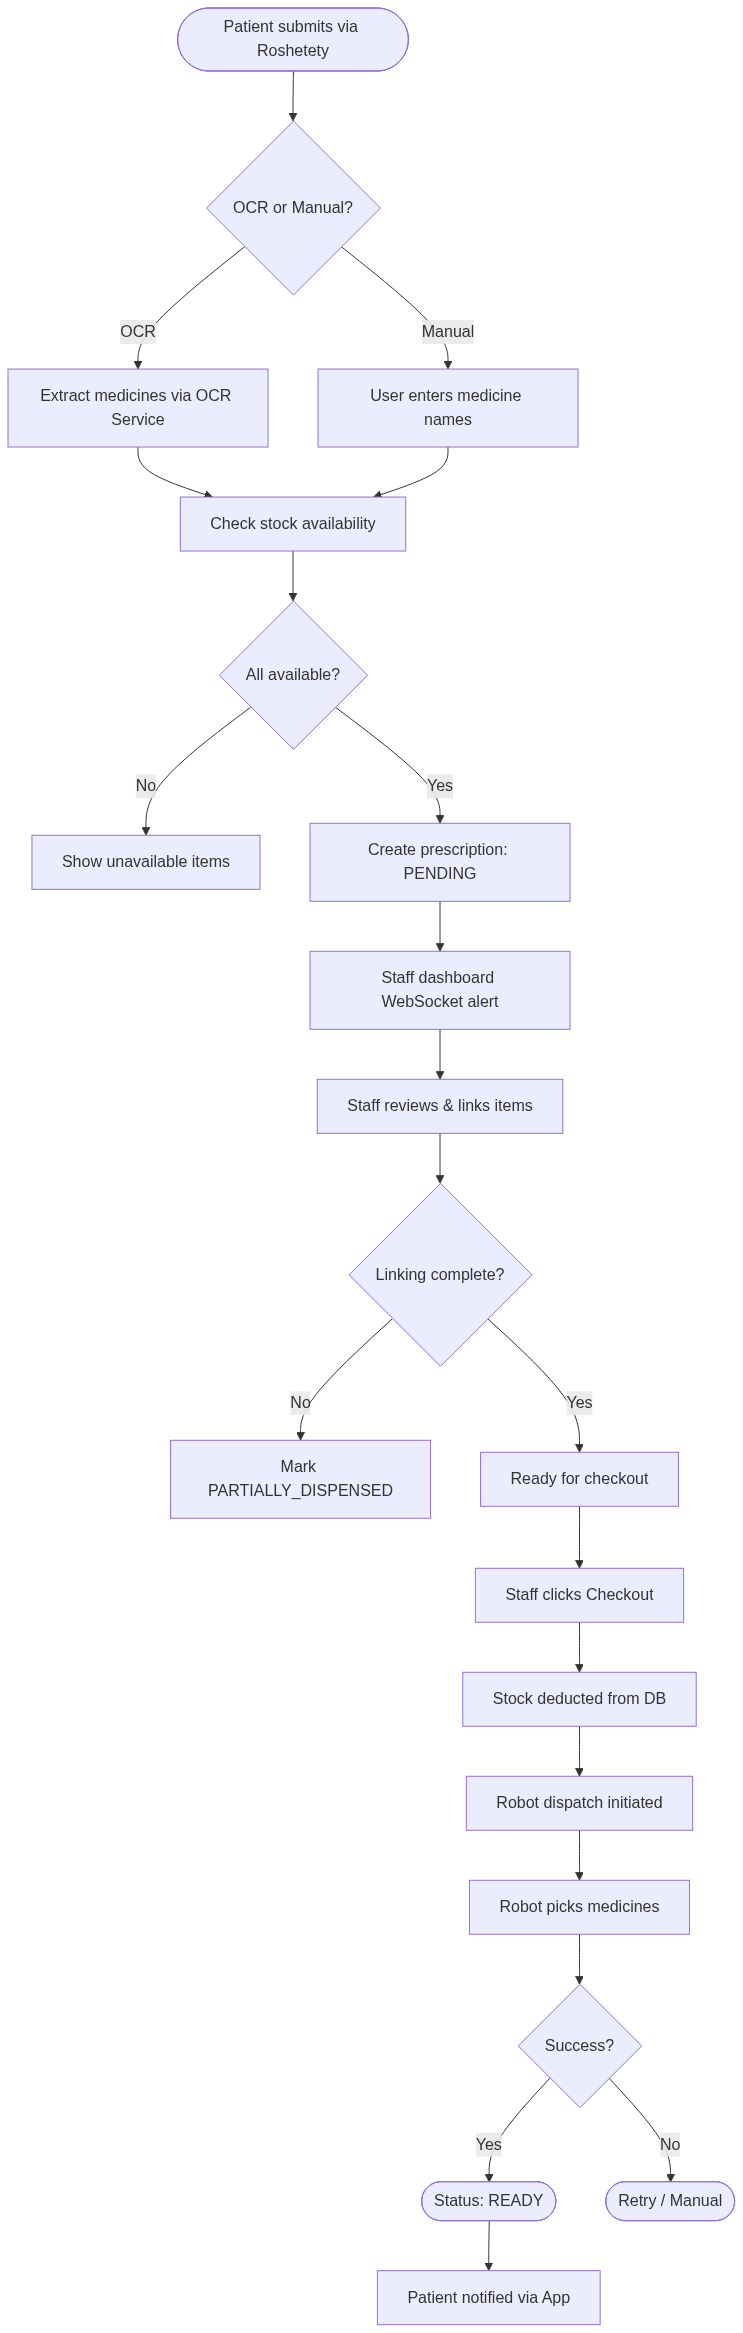 Patient submits via
Roshetety
OCR or Manual?
OCR
Manual
Extract medicines via OCR
Service
User enters medicine
names
Check stock availability
All available?
No
Yes
Show unavailable items
Create prescription:
PENDING
Staff dashboard
WebSocket alert
Staff reviews & links items
Linking complete?
No
Yes
Mark
PARTIALLY_DISPENSED
Ready for checkout
Staff clicks Checkout
Stock deducted from DB
Robot dispatch initiated
Robot picks medicines
Success?
Yes
No
Status: READY
Retry / Manual
Patient notified via App